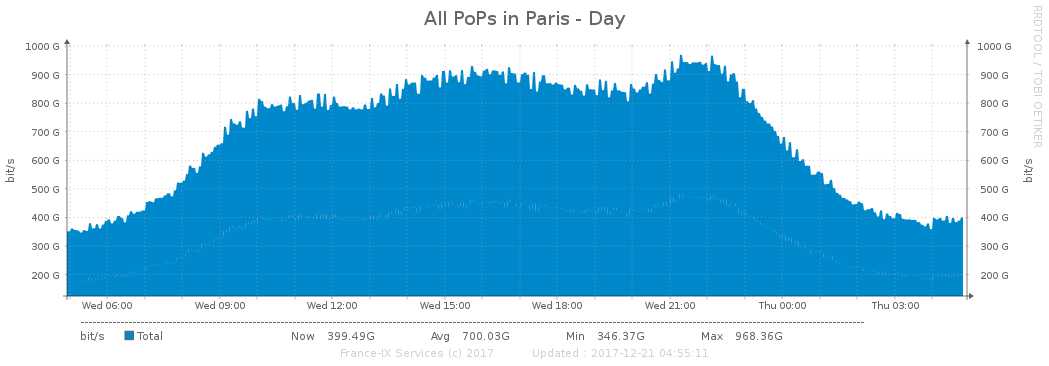 All PoPs in Paris - Day
RRDTOOL / TOBI OETIKER
bit/s
1000 G 1000 G
900 G 900 G
800 G 800 G
700 G 700 G
600 G 600 G
500 G 500 G
400 G 400 G
300 G 300 G
200 G 200 G
bit/s
Wed 06:00 Wed 09:00 Wed 12:00 Wed 15:00 Wed 18:00 Wed 21:00 Thu 00:00 Thu 03:00
bit/s Total Now 399.49G Avg 700.03G Min 346.37G Max 968.36G
France-IX Services (c) 2017 Updated : 2017-12-21 04:55:11